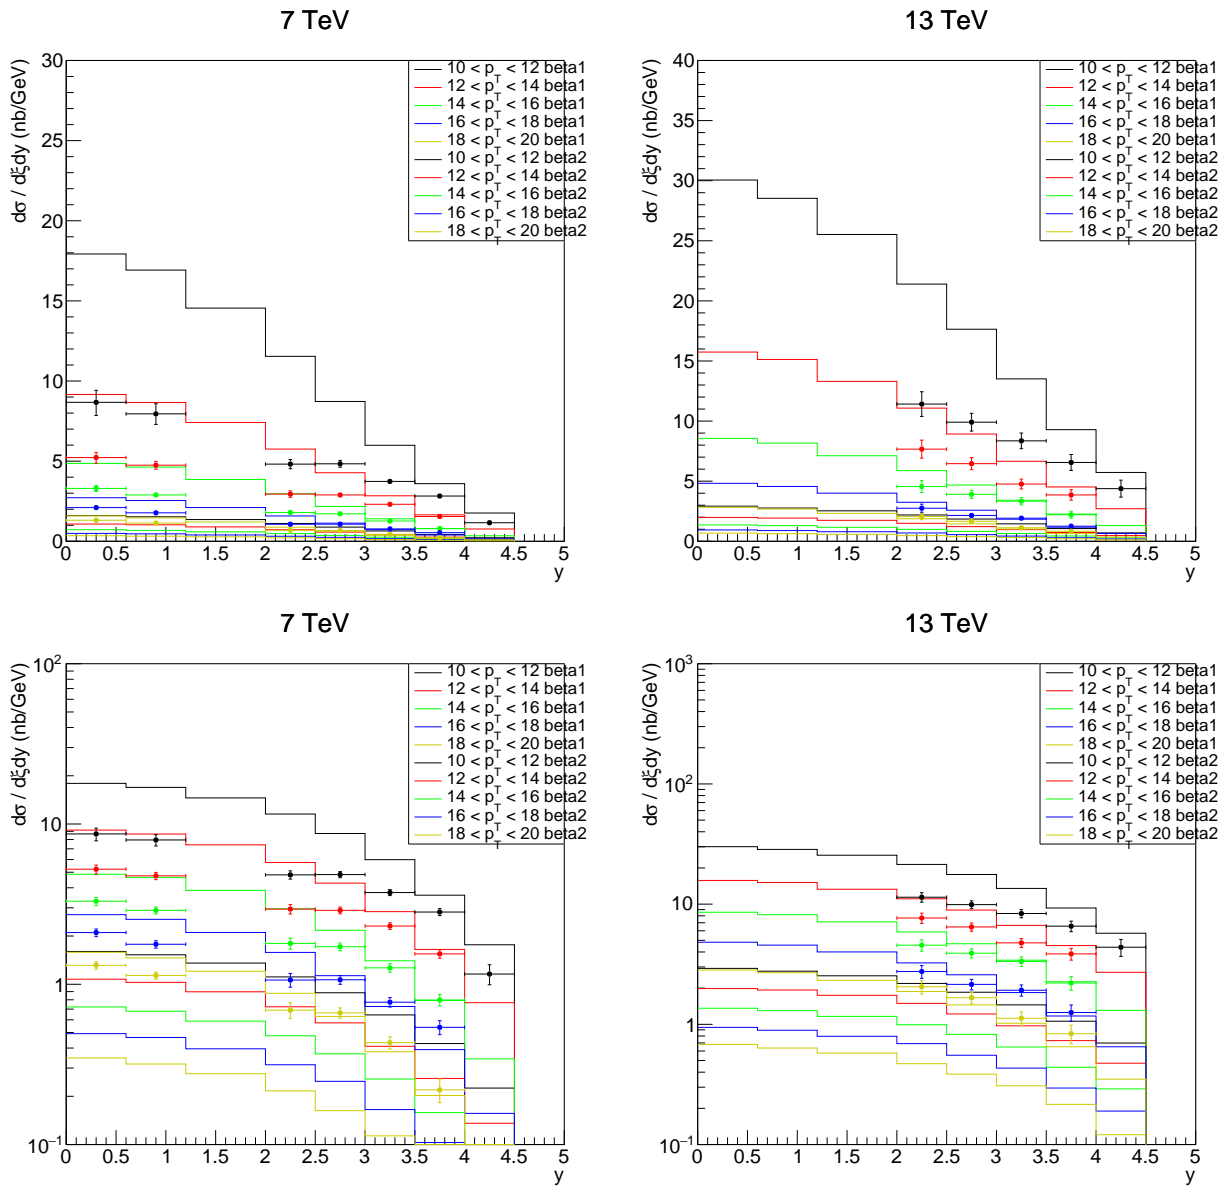 7 TeV
dσ / dξdy (nb/GeV)
30
25
20
15
10
5
0
10 < p_T < 12 beta1
12 < p_T < 14 beta1
14 < p_T < 16 beta1
16 < p_T < 18 beta1
18 < p_T < 20 beta1
10 < p_T < 12 beta2
12 < p_T < 14 beta2
14 < p_T < 16 beta2
16 < p_T < 18 beta2
18 < p_T < 20 beta2
0 0.5 1 1.5 2 2.5 3 3.5 4 4.5 5
y
13 TeV
dσ / dξdy (nb/GeV)
40
35
30
25
20
15
10
5
0
10 < p_T < 12 beta1
12 < p_T < 14 beta1
14 < p_T < 16 beta1
16 < p_T < 18 beta1
18 < p_T < 20 beta1
10 < p_T < 12 beta2
12 < p_T < 14 beta2
14 < p_T < 16 beta2
16 < p_T < 18 beta2
18 < p_T < 20 beta2
0 0.5 1 1.5 2 2.5 3 3.5 4 4.5 5
y
7 TeV
dσ / dξdy (nb/GeV)
10²
10
1
10⁻¹
10 < p_T < 12 beta1
12 < p_T < 14 beta1
14 < p_T < 16 beta1
16 < p_T < 18 beta1
18 < p_T < 20 beta1
10 < p_T < 12 beta2
12 < p_T < 14 beta2
14 < p_T < 16 beta2
16 < p_T < 18 beta2
18 < p_T < 20 beta2
0 0.5 1 1.5 2 2.5 3 3.5 4 4.5 5
y
13 TeV
dσ / dξdy (nb/GeV)
10³
10²
10
1
10⁻¹
10 < p_T < 12 beta1
12 < p_T < 14 beta1
14 < p_T < 16 beta1
16 < p_T < 18 beta1
18 < p_T < 20 beta1
10 < p_T < 12 beta2
12 < p_T < 14 beta2
14 < p_T < 16 beta2
16 < p_T < 18 beta2
18 < p_T < 20 beta2
0 0.5 1 1.5 2 2.5 3 3.5 4 4.5 5
y